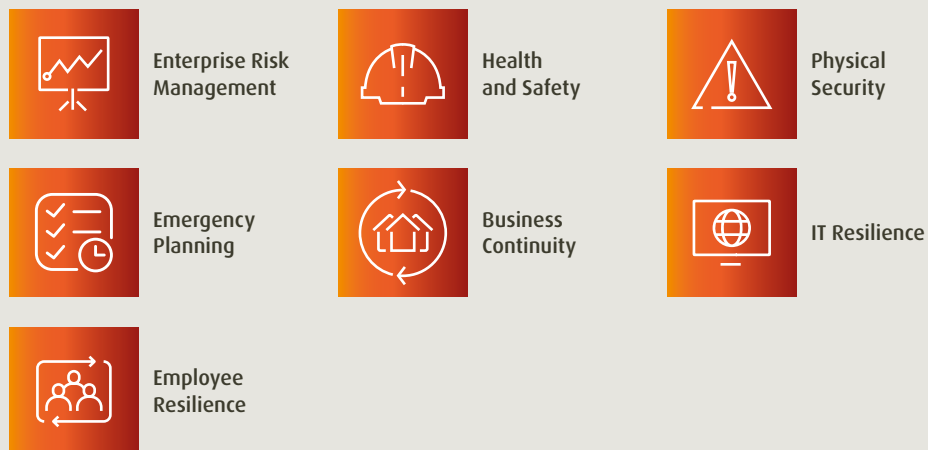 Enterprise Risk
Management
Health
and Safety
Physical
Security
Emergency
Planning
Business
Continuity
IT Resilience
Employee
Resilience